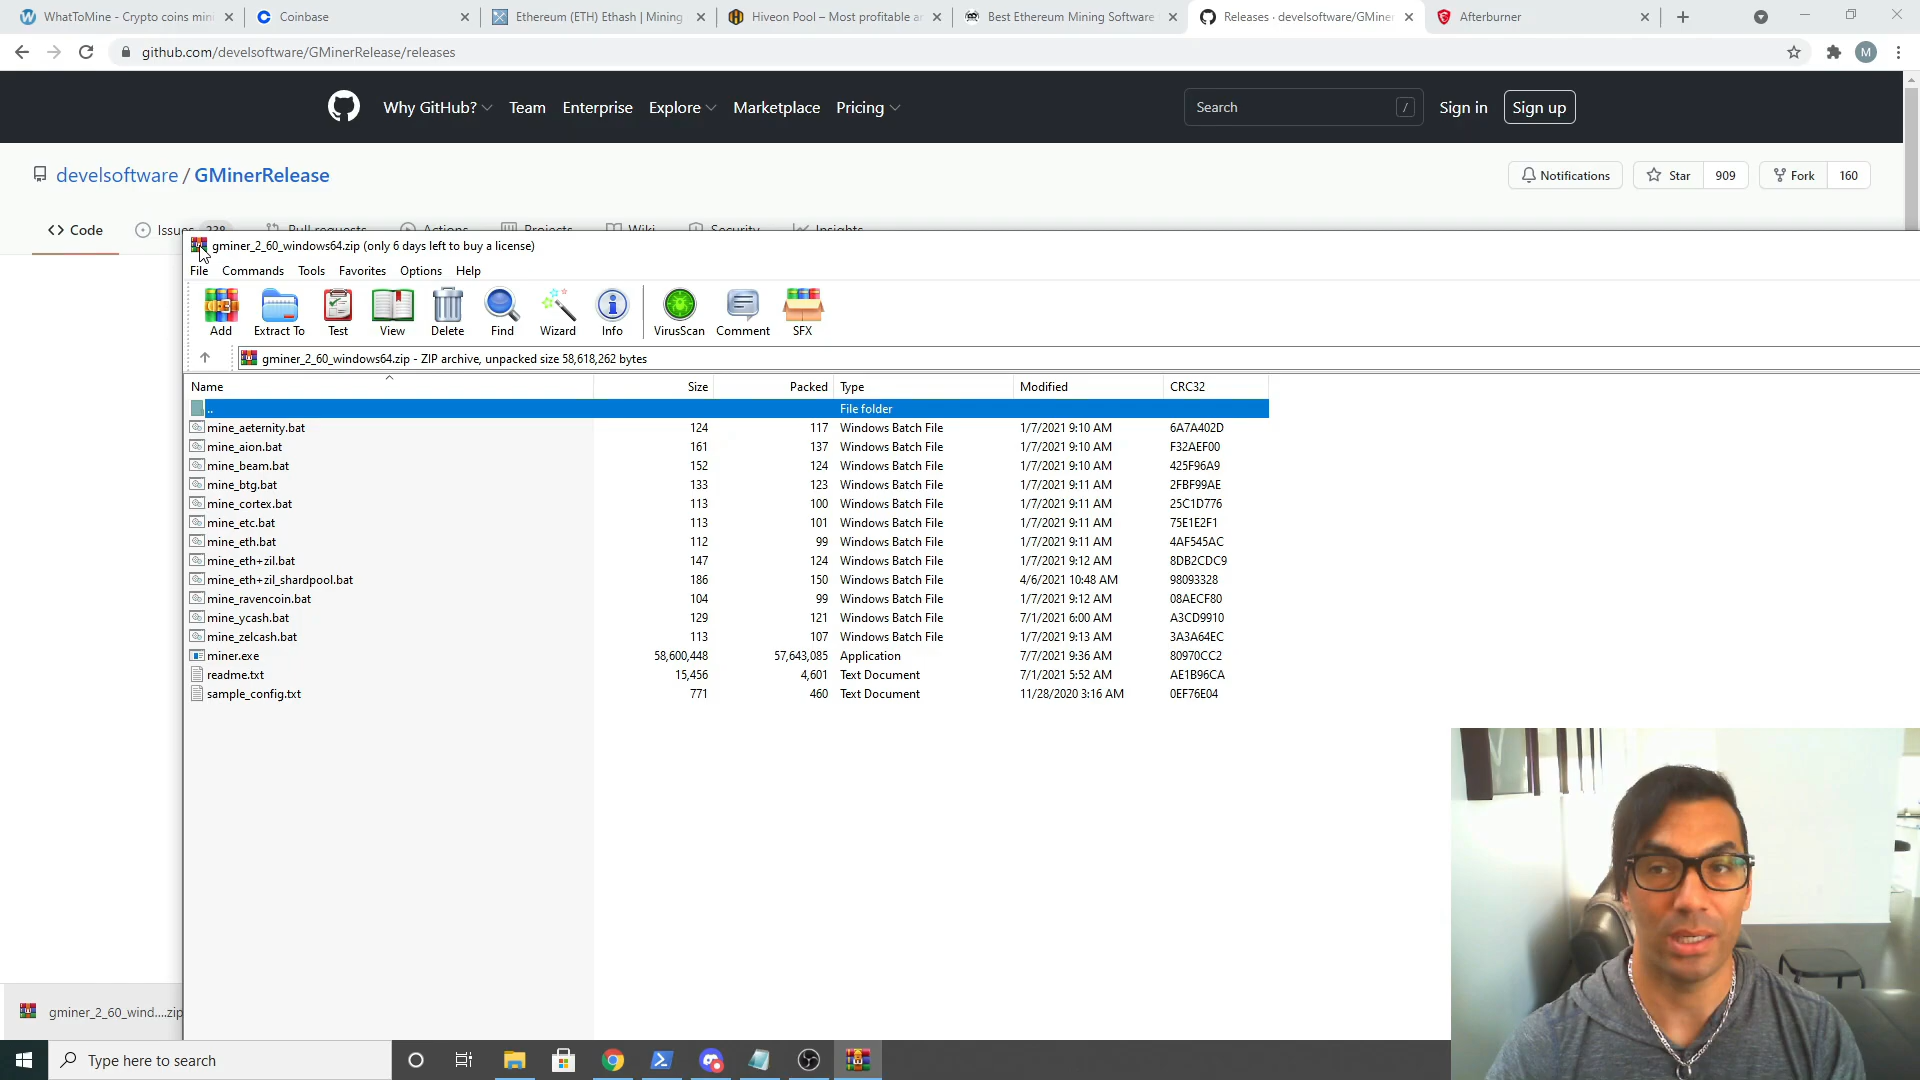 WhatToMine - Crypto coins mini
Coinbase
Ethereum (ETH) Ethash | Mining
Hiveon Pool – Most profitable an
Best Ethereum Mining Software
Releases · develsoftware/GMiner
Afterburner
github.com/develsoftware/GMinerRelease/releases
M
Why GitHub? Team Enterprise Explore Marketplace Pricing
Search /
Sign in Sign up
develsoftware / GMinerRelease
Notifications Star 909 Fork 160
<> Code Issues 228 Pull requests Actions Projects Wiki Security Insights
gminer_2_60_windows64.zip (only 6 days left to buy a license)
File Commands Tools Favorites Options Help
Add Extract To Test View Delete Find Wizard Info VirusScan Comment SFX
gminer_2_60_windows64.zip - ZIP archive, unpacked size 58,618,262 bytes
Name Size Packed Type Modified CRC32
.. File folder
mine_aeternity.bat 124 117 Windows Batch File 1/7/2021 9:10 AM 6A7A402D
mine_aion.bat 161 137 Windows Batch File 1/7/2021 9:10 AM F32AEF00
mine_beam.bat 152 124 Windows Batch File 1/7/2021 9:10 AM 425F96A9
mine_btg.bat 133 123 Windows Batch File 1/7/2021 9:11 AM 2FBF99AE
mine_cortex.bat 113 100 Windows Batch File 1/7/2021 9:11 AM 25C1D776
mine_etc.bat 113 101 Windows Batch File 1/7/2021 9:11 AM 75E1E2F1
mine_eth.bat 112 99 Windows Batch File 1/7/2021 9:11 AM 4AF545AC
mine_eth+zil.bat 147 124 Windows Batch File 1/7/2021 9:12 AM 8DB2CDC9
mine_eth+zil_shardpool.bat 186 150 Windows Batch File 4/6/2021 10:48 AM 98093328
mine_ravencoin.bat 104 99 Windows Batch File 1/7/2021 9:12 AM 08AECF80
mine_ycash.bat 129 121 Windows Batch File 7/1/2021 6:00 AM A3CD9910
mine_zelcash.bat 113 107 Windows Batch File 1/7/2021 9:13 AM 3A3A64EC
miner.exe 58,600,448 57,643,085 Application 7/7/2021 9:36 AM 80970CC2
readme.txt 15,456 4,601 Text Document 7/1/2021 5:52 AM AE1B96CA
sample_config.txt 771 460 Text Document 11/28/2020 3:16 AM 0EF76E04
gminer_2_60_wind....zip
Type here to search